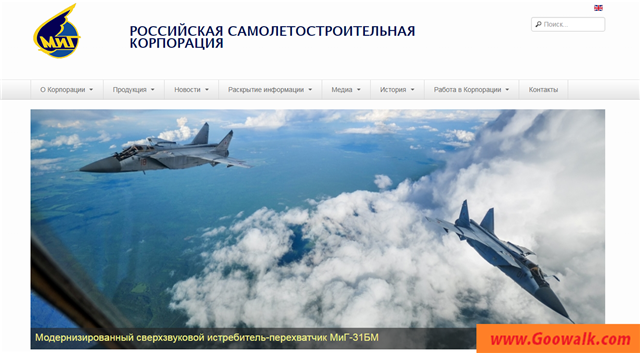 МИГ
РОССИЙСКАЯ САМОЛЕТОСТРОИТЕЛЬНАЯ
КОРПОРАЦИЯ
Поиск...
О Корпорации
Продукция
Новости
Раскрытие информации
Медиа
История
Работа в Корпорации
Контакты
Модернизированный сверхзвуковой истребитель-перехватчик МиГ-31БМ
www.Goowalk.com